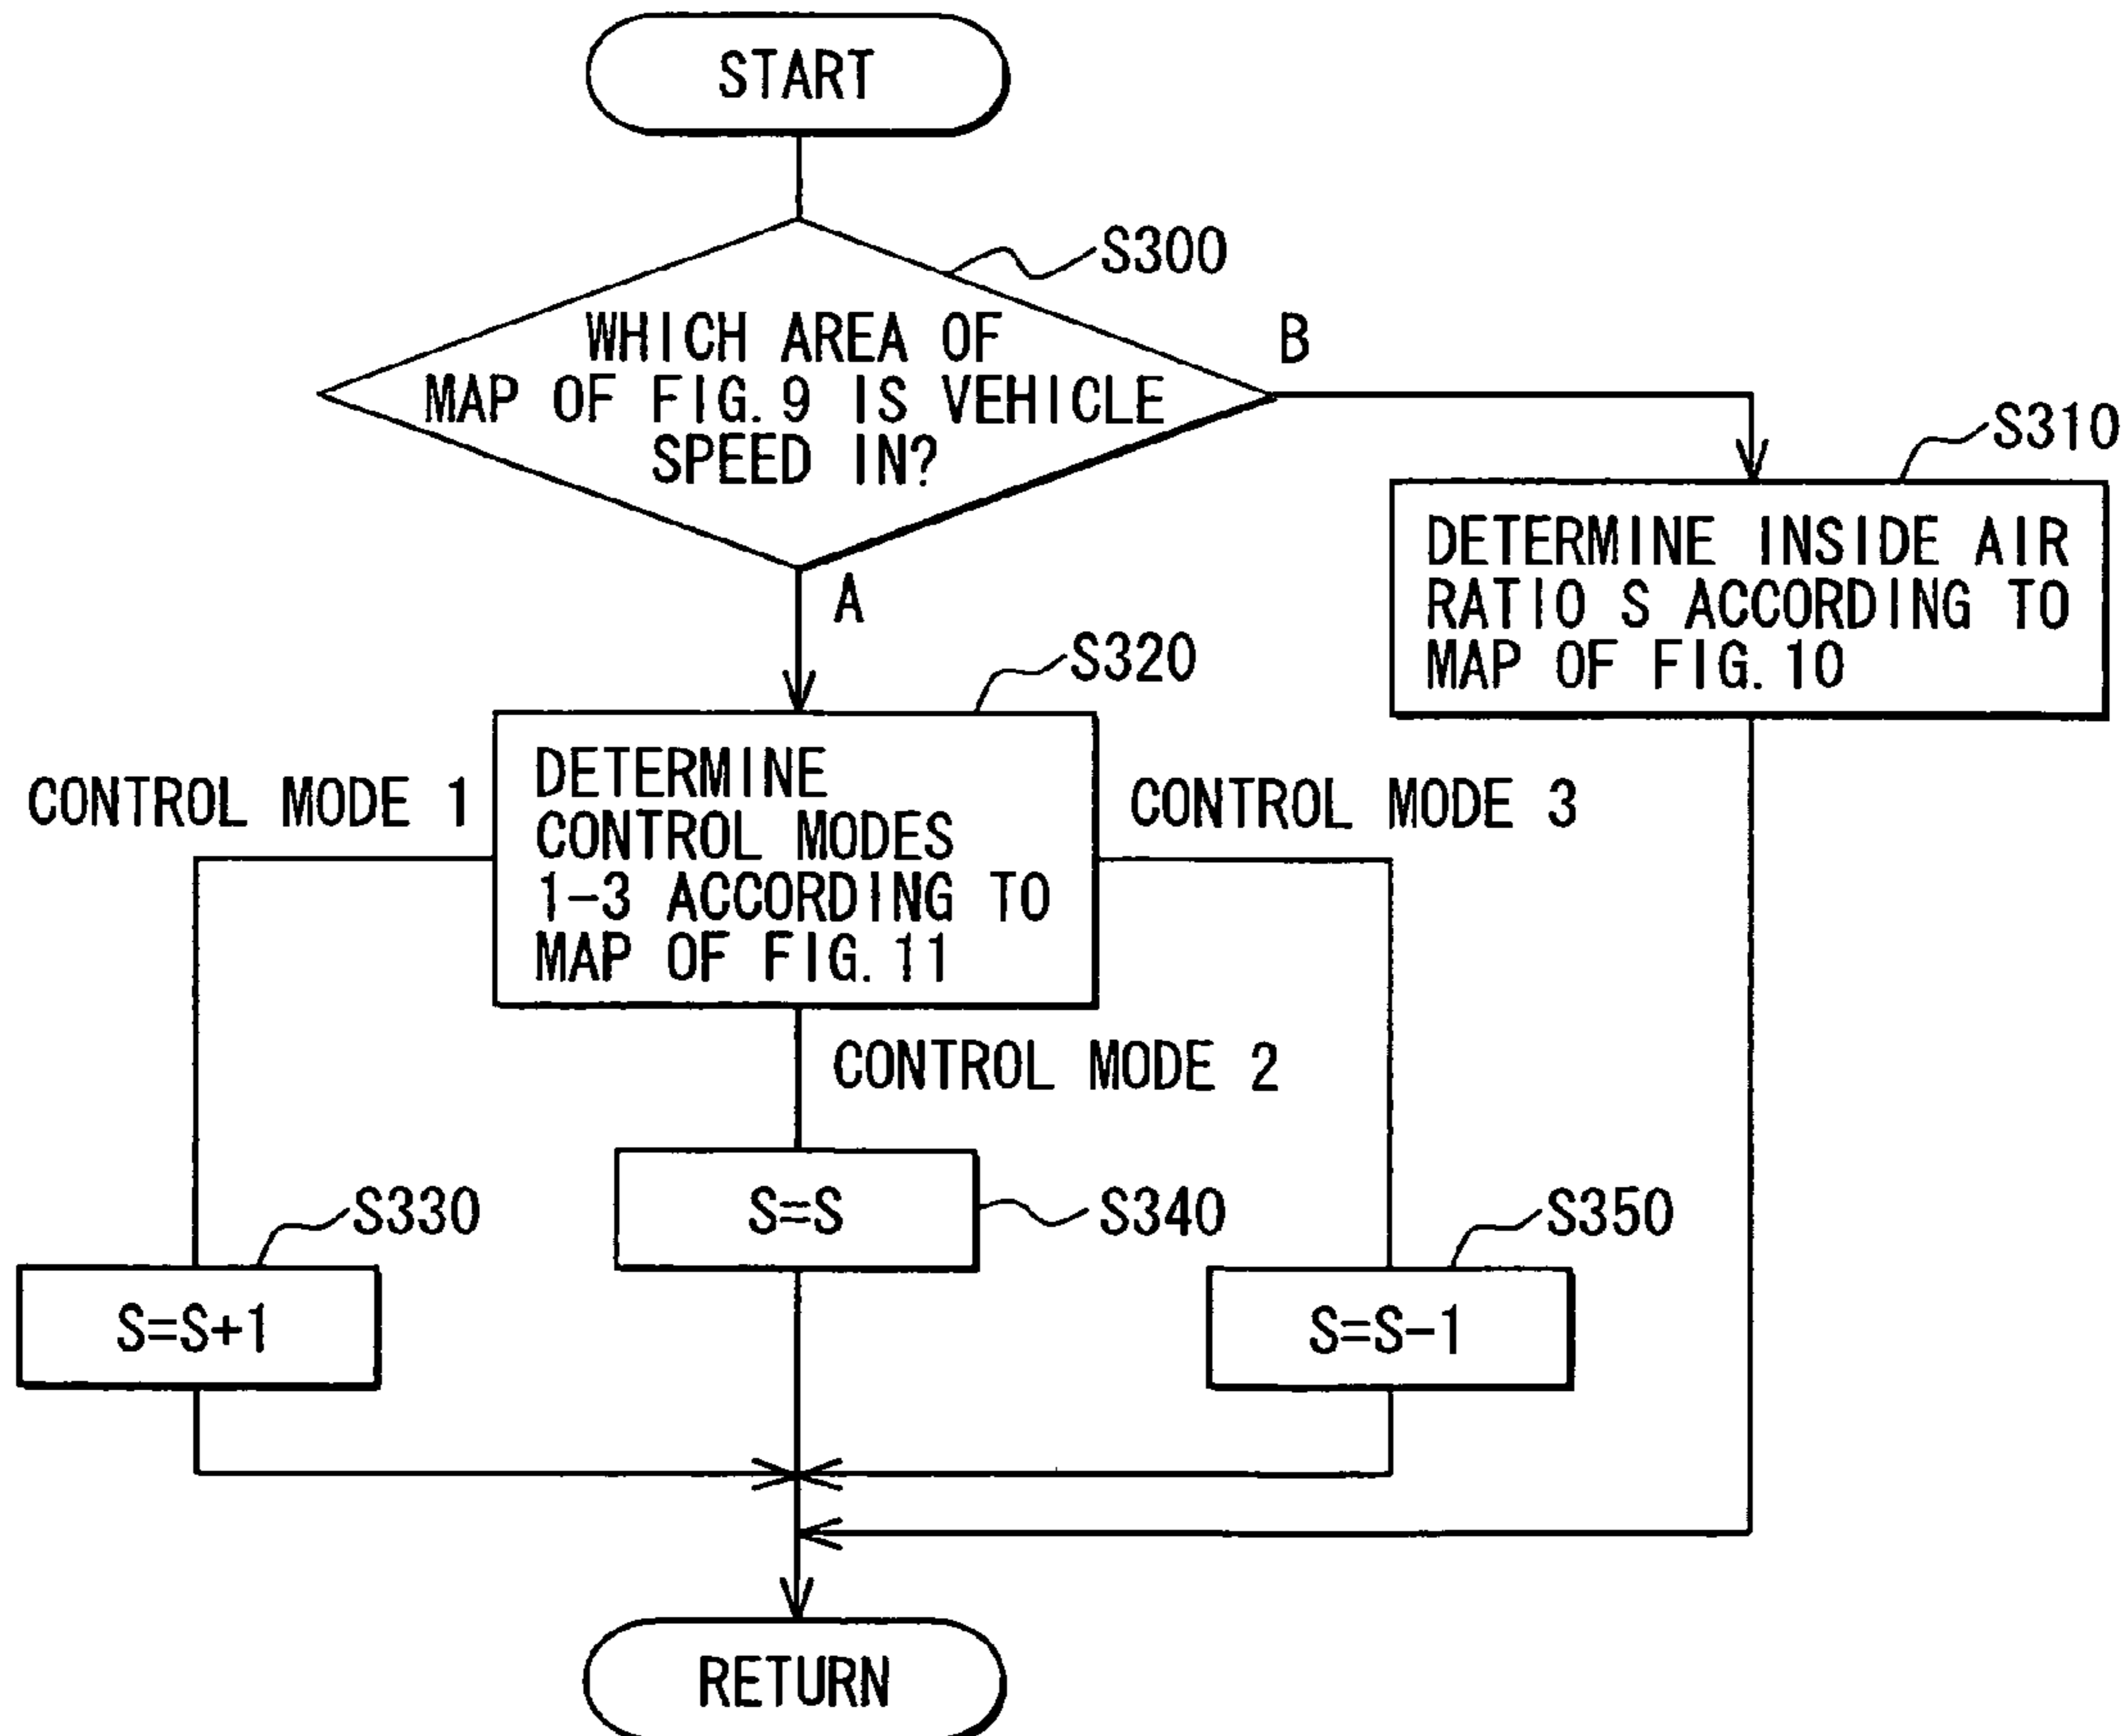 START
S300
WHICH AREA OF
MAP OF FIG. 9 IS VEHICLE
SPEED IN?
B
A
S310
DETERMINE INSIDE AIR
RATIO S ACCORDING TO
MAP OF FIG. 10
S320
DETERMINE
CONTROL MODES
1-3 ACCORDING TO
MAP OF FIG. 11
CONTROL MODE 1
CONTROL MODE 3
CONTROL MODE 2
S330
S=S+1
S=S
S340
S350
S=S-1
RETURN